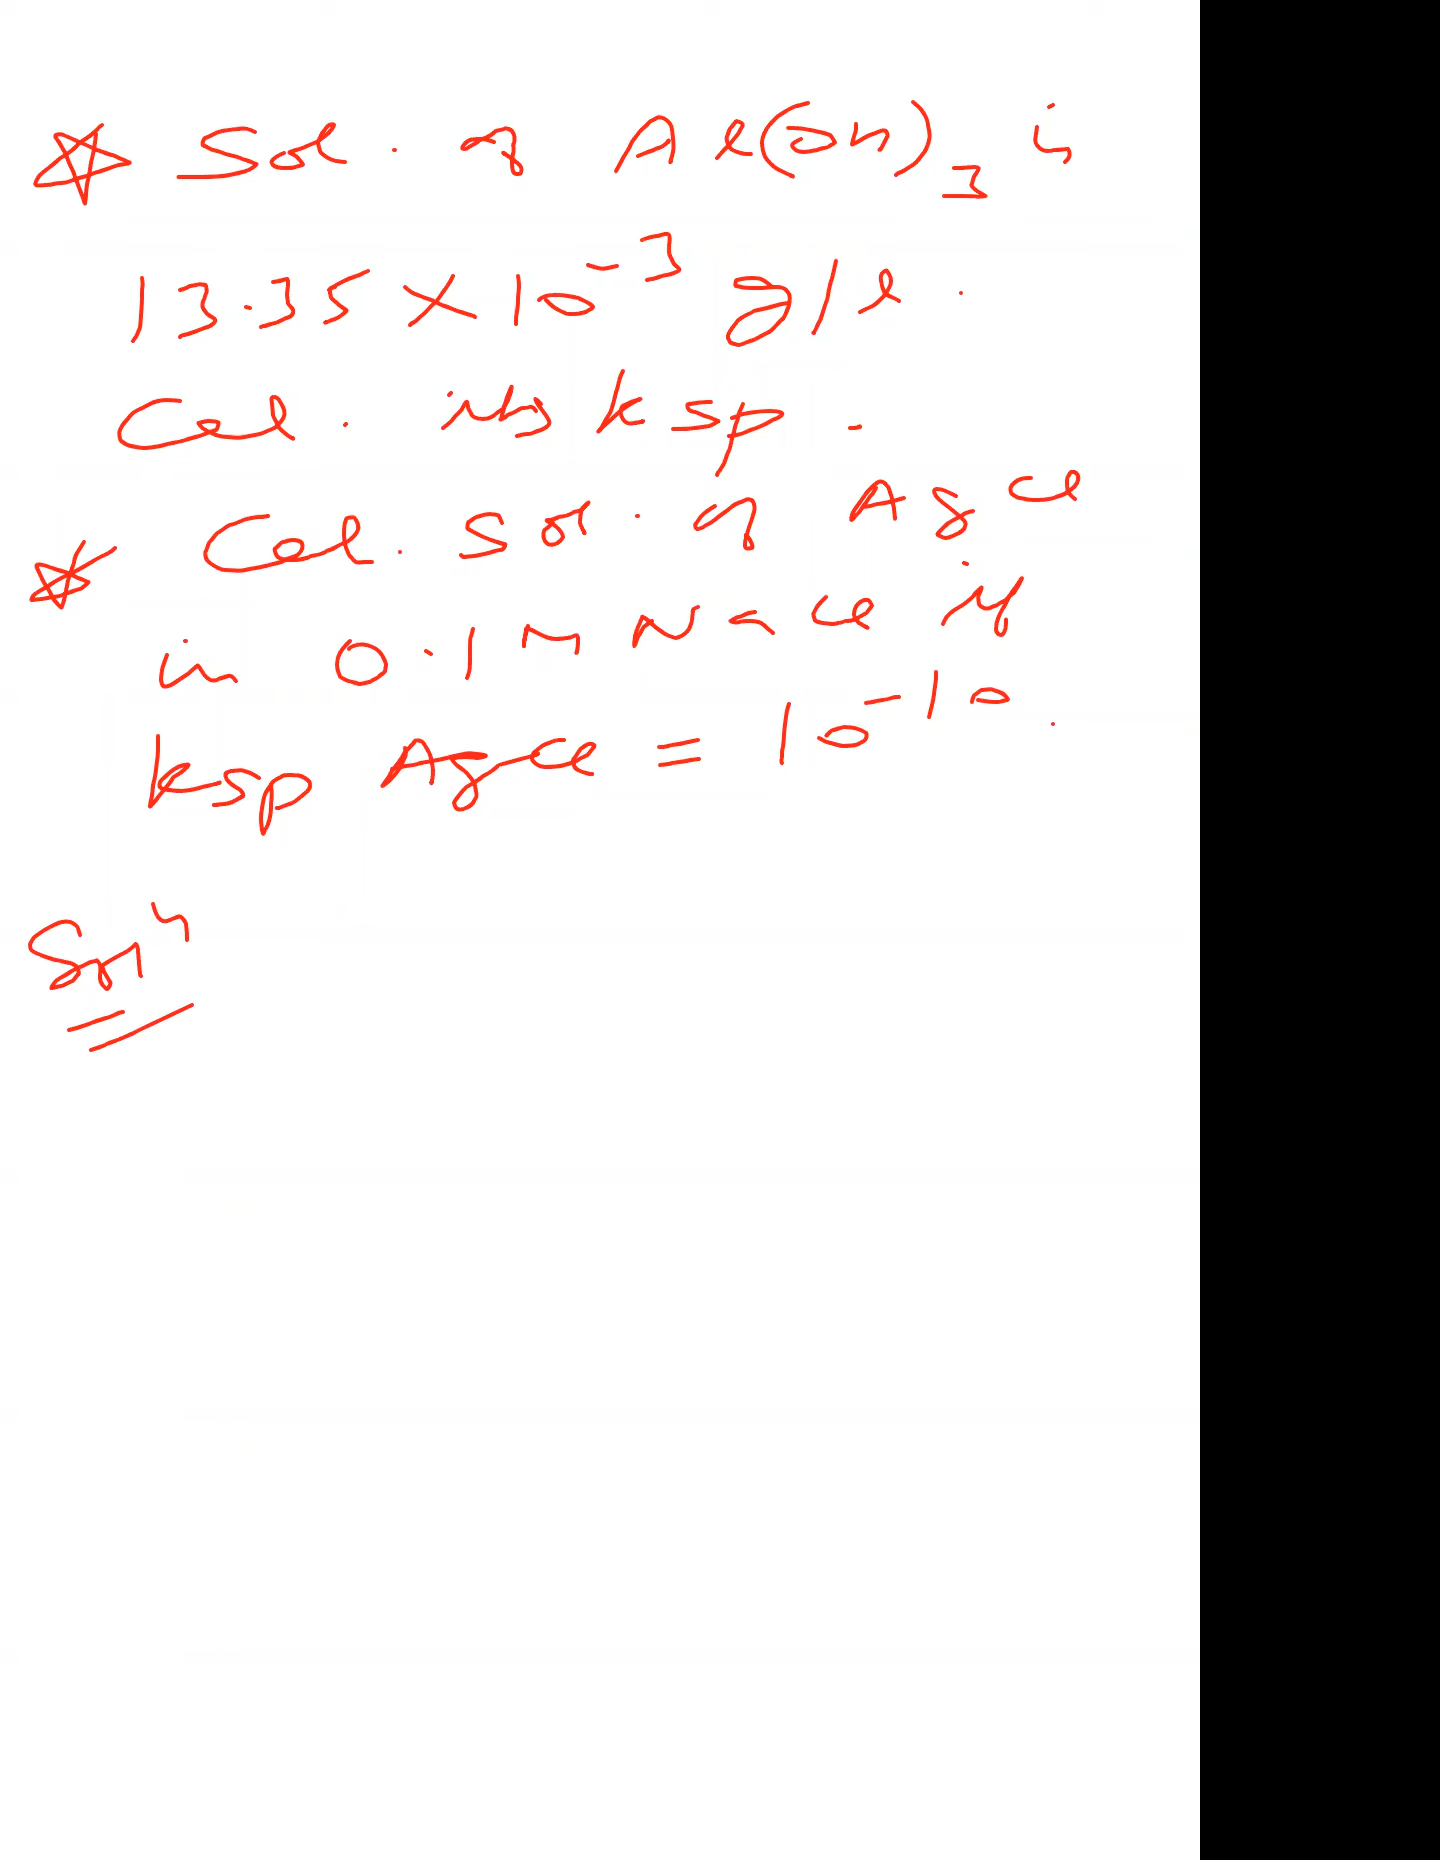 ☆ Sol. of Al(OH)₃ is
13.35 × 10⁻³ g/l.
Cal. its ksp.
☆ Cal. sol. of AgCl
in 0.1 M NaCl if
ksp AgCl = 10⁻¹⁰.
Solⁿ